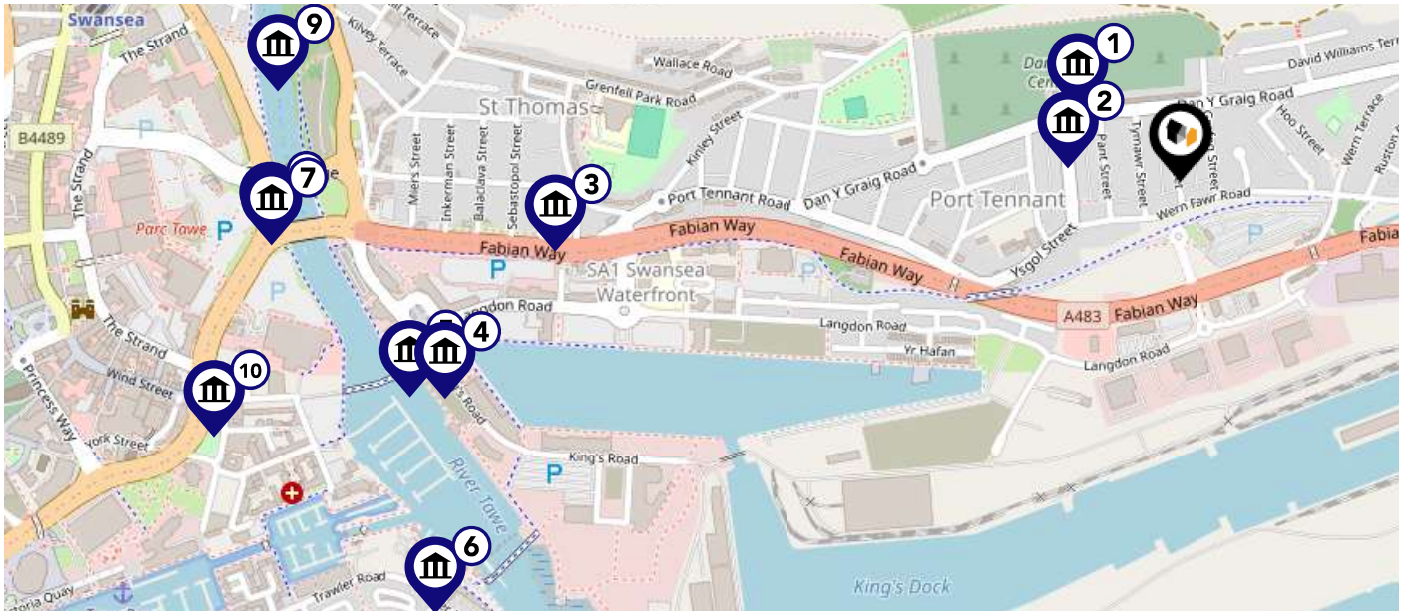 Swansea
The Strand
B4489
The Strand
Parc Tawe
P
P
P
The Strand
Wind Street
Princess Way
York Street
Kilvey Terrace
Terrace
9
7
10
St Thomas
Grenfell Park Road
Wallace Road
Miers Street
Inkerman Street
Balaclava Street
Sebastopol Street
Kinley Street
3
Port Tennant Road
Dan Y Graig Road
Fabian Way
Fabian Way
Fabian Way
Fabian Way
P
P
SA1 Swansea
Waterfront
Langdon Road
Langdon Road
Yr Hafan
A483
Langdon Road
1
2
Dan Y Graig Road
Port Tennant
Pant Street
Tymawr Street
Ysgol Street
Wern Fawr Road
P
Hoo Street
David Williams Terr
Wern Terrace
Ruston
Fabia
4
King's Road
P
River Tawe
6
Trawler Road
toria Quay
King's Dock